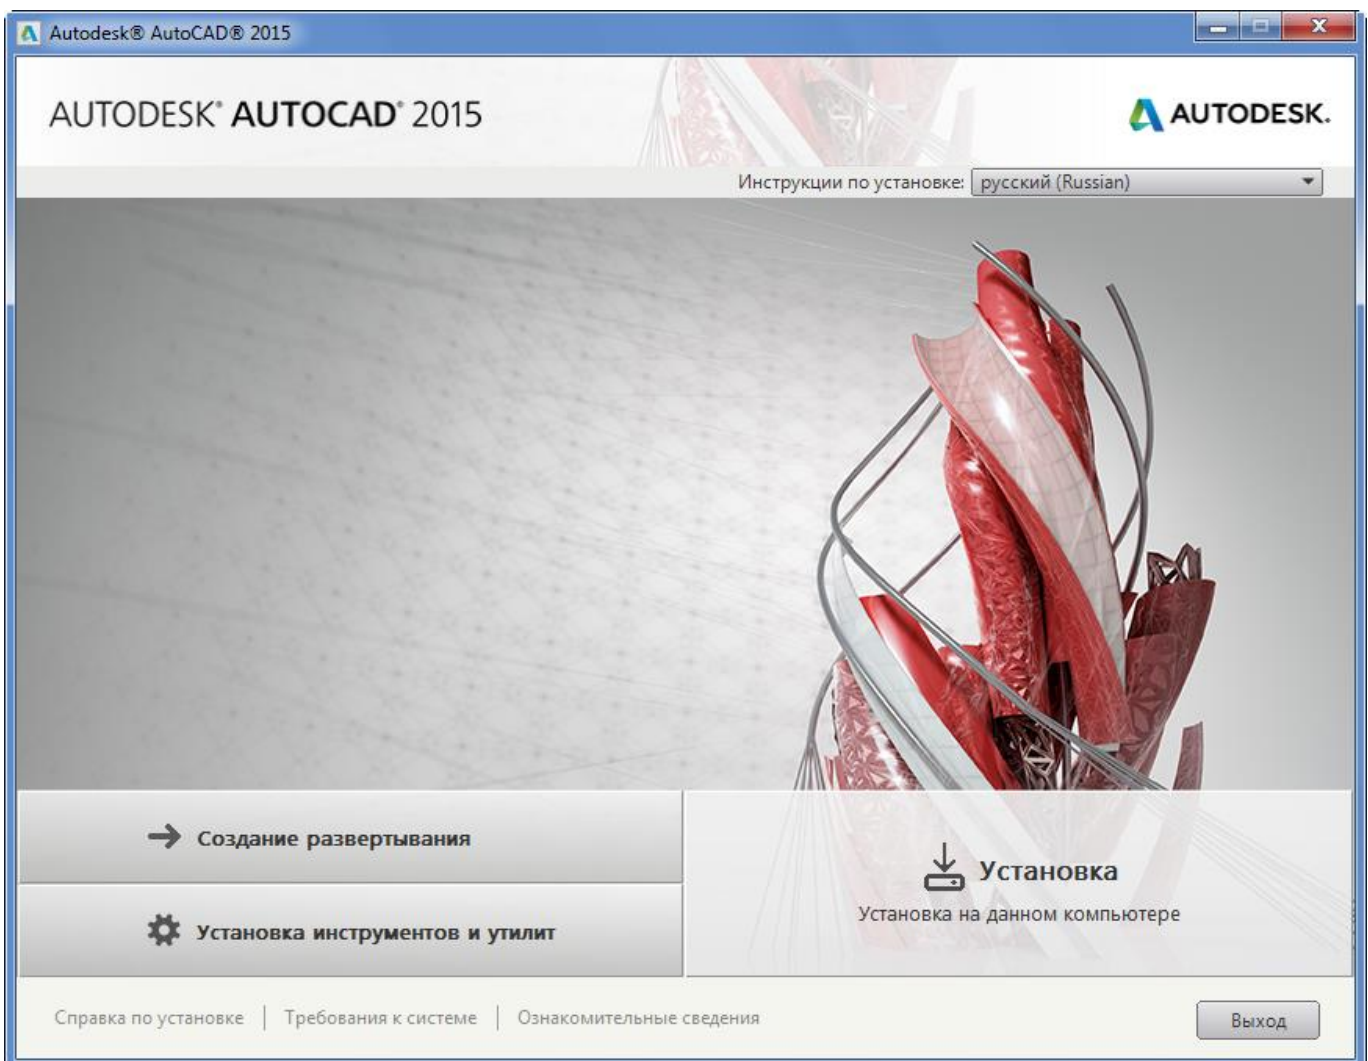 Autodesk® AutoCAD® 2015
AUTODESK® AUTOCAD® 2015
AUTODESK.
Инструкции по установке: русский (Russian)
Создание развертывания
Установка
Установка на данном компьютере
Установка инструментов и утилит
Справка по установке | Требования к системе | Ознакомительные сведения
Выход